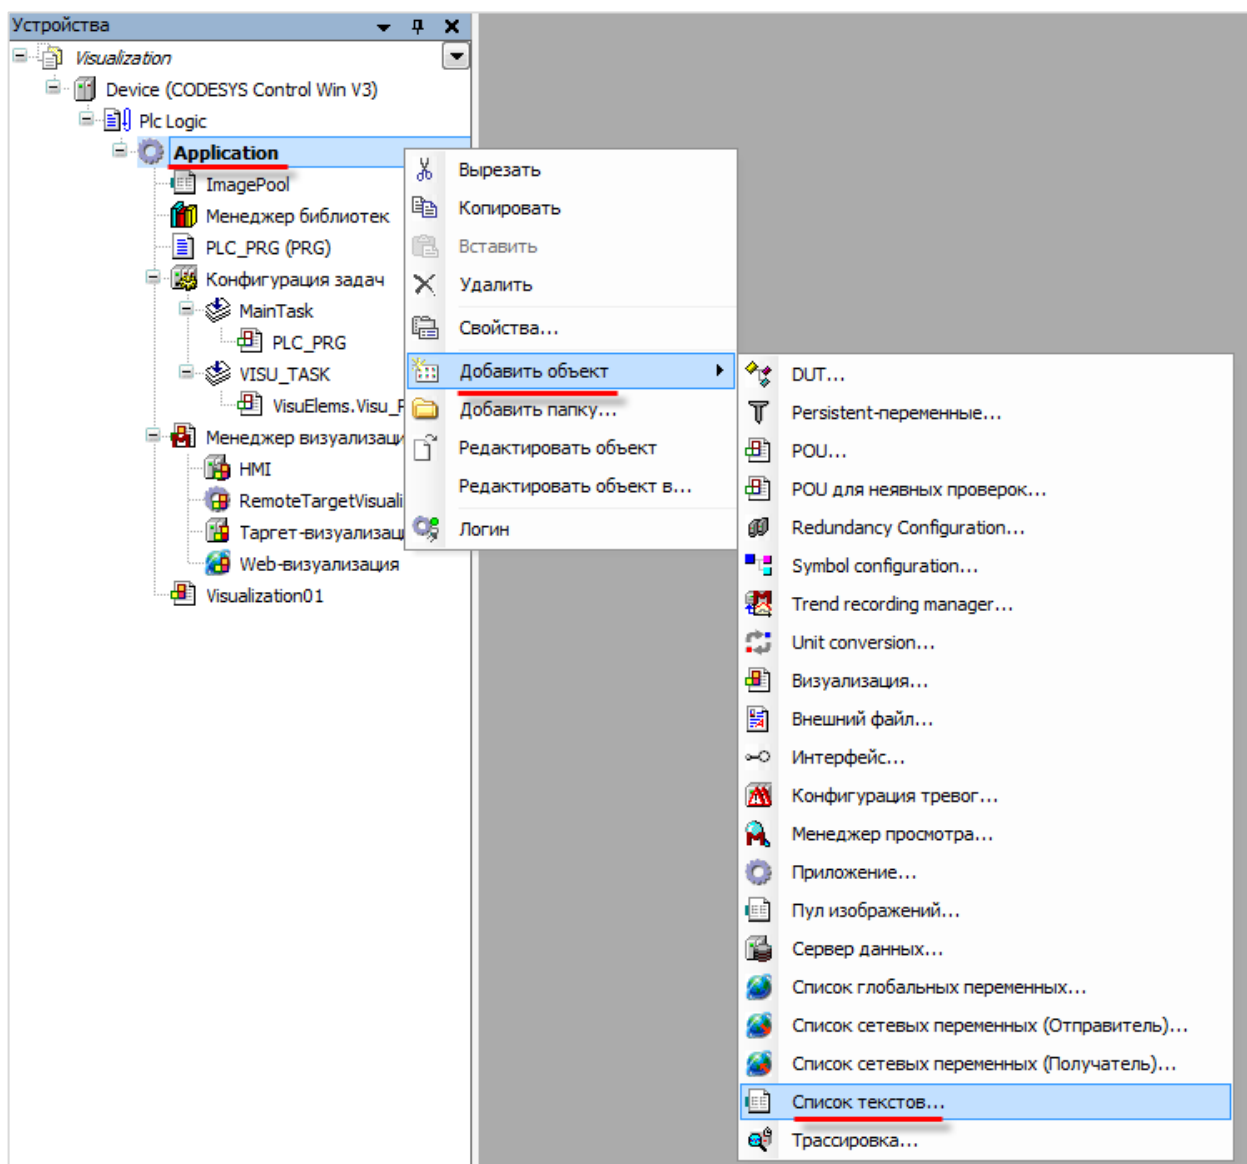 Устройства
Visualization
Device (CODESYS Control Win V3)
Plc Logic
Application
ImagePool
Менеджер библиотек
PLC_PRG (PRG)
Конфигурация задач
MainTask
PLC_PRG
VISU_TASK
VisuElems.Visu_P
Менеджер визуализаци
HMI
RemoteTargetVisuali
Таргет-визуализац
Web-визуализация
Visualization01
Вырезать
Копировать
Вставить
Удалить
Свойства...
Добавить объект
Добавить папку...
Редактировать объект
Редактировать объект в...
Логин
DUT...
Persistent-переменные...
POU...
POU для неявных проверок...
Redundancy Configuration...
Symbol configuration...
Trend recording manager...
Unit conversion...
Визуализация...
Внешний файл...
Интерфейс...
Конфигурация тревог...
Менеджер просмотра...
Приложение...
Пул изображений...
Сервер данных...
Список глобальных переменных...
Список сетевых переменных (Отправитель)...
Список сетевых переменных (Получатель)...
Список текстов...
Трассировка...